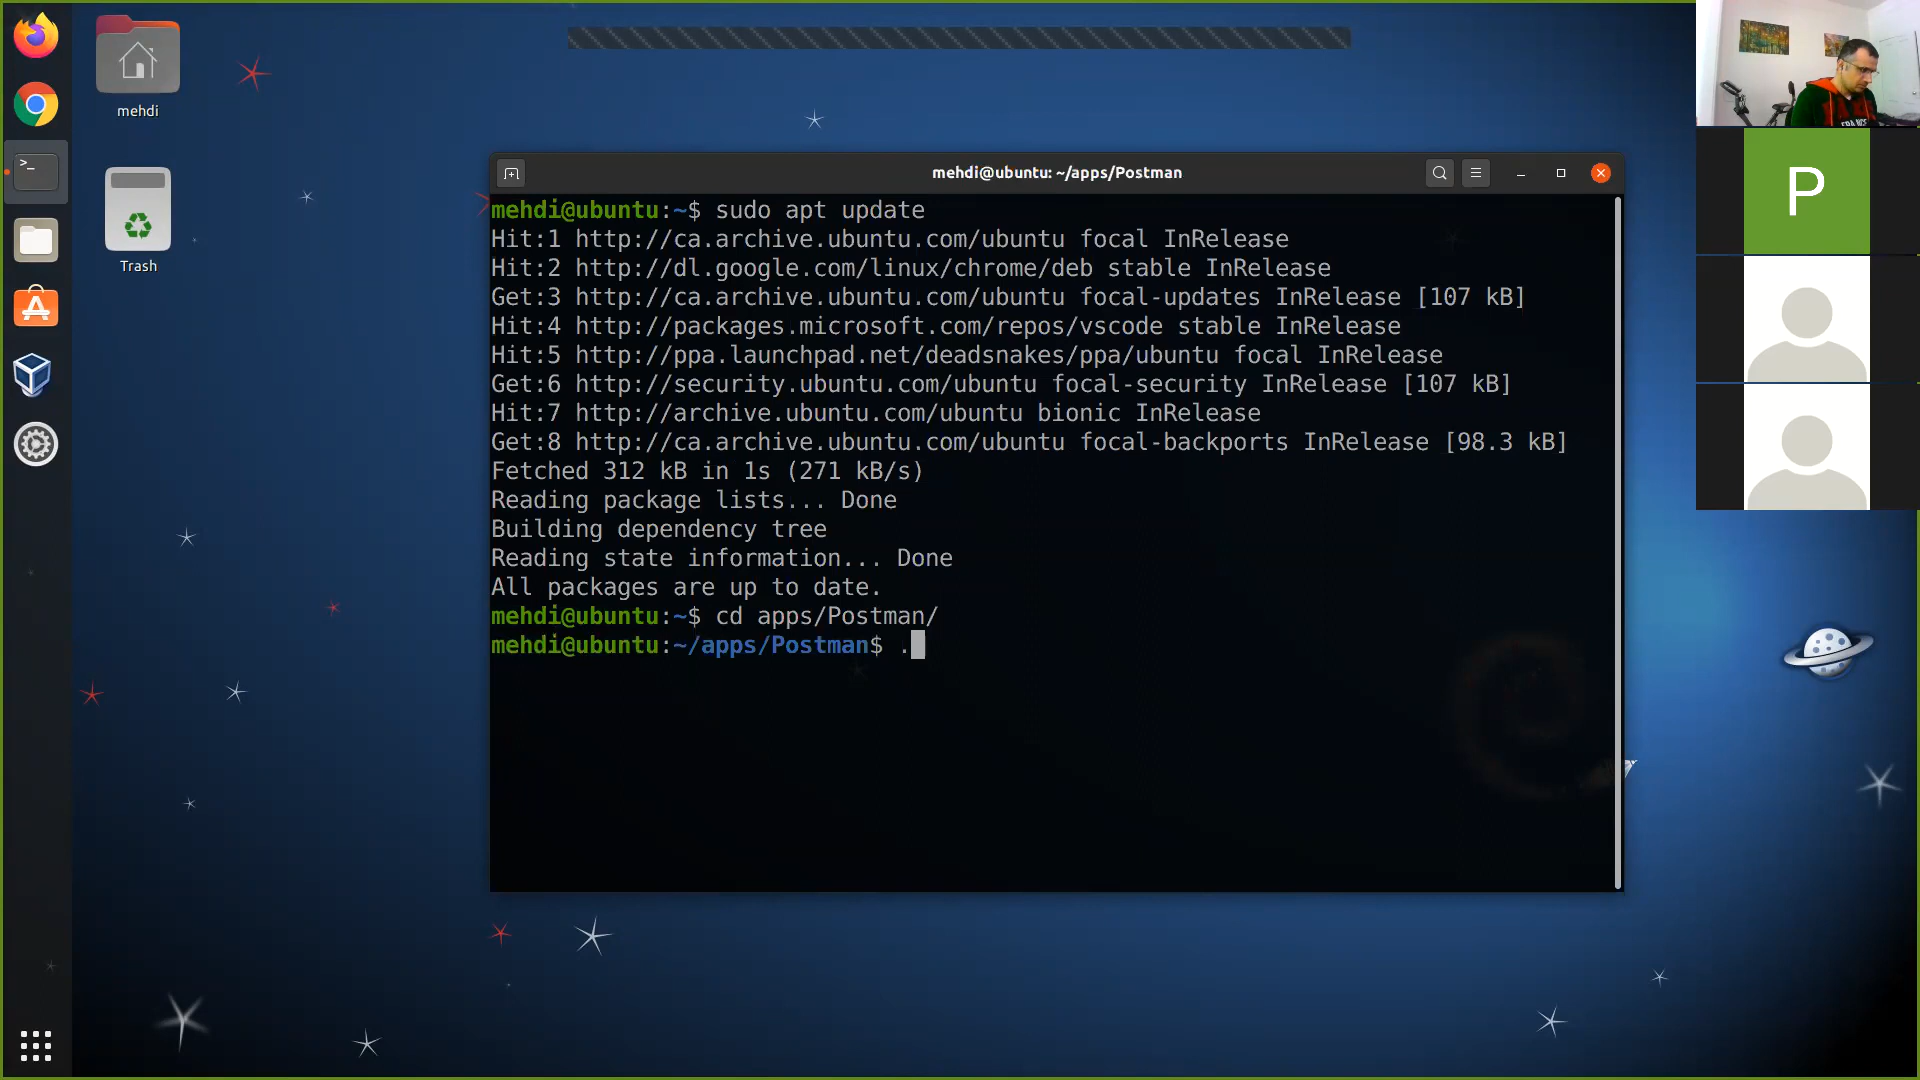 mehdi
Trash
mehdi@ubuntu: ~/apps/Postman
mehdi@ubuntu:~$ sudo apt update
Hit:1 http://ca.archive.ubuntu.com/ubuntu focal InRelease
Hit:2 http://dl.google.com/linux/chrome/deb stable InRelease
Get:3 http://ca.archive.ubuntu.com/ubuntu focal-updates InRelease [107 kB]
Hit:4 http://packages.microsoft.com/repos/vscode stable InRelease
Hit:5 http://ppa.launchpad.net/deadsnakes/ppa/ubuntu focal InRelease
Get:6 http://security.ubuntu.com/ubuntu focal-security InRelease [107 kB]
Hit:7 http://archive.ubuntu.com/ubuntu bionic InRelease
Get:8 http://ca.archive.ubuntu.com/ubuntu focal-backports InRelease [98.3 kB]
Fetched 312 kB in 1s (271 kB/s)
Reading package lists... Done
Building dependency tree
Reading state information... Done
All packages are up to date.
mehdi@ubuntu:~$ cd apps/Postman/
mehdi@ubuntu:~/apps/Postman$ .
P